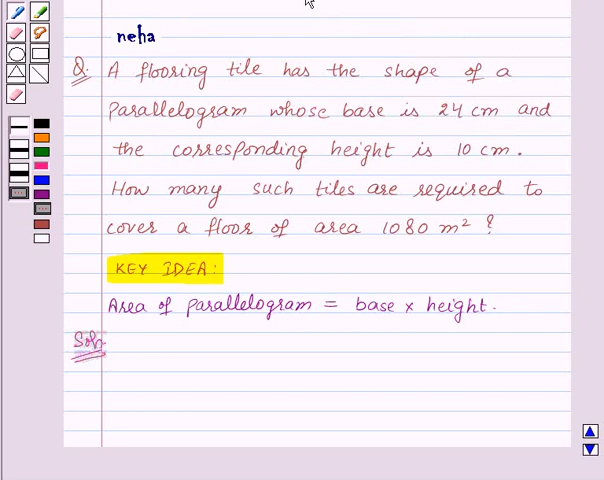 neha
Q. A flooring tile has the shape of a
parallelogram whose base is 24 cm and
the corresponding height is 10 cm.
How many such tiles are required to
cover a floor of area 1080 m² ?
KEY IDEA:
Area of parallelogram = base × height.
Soln